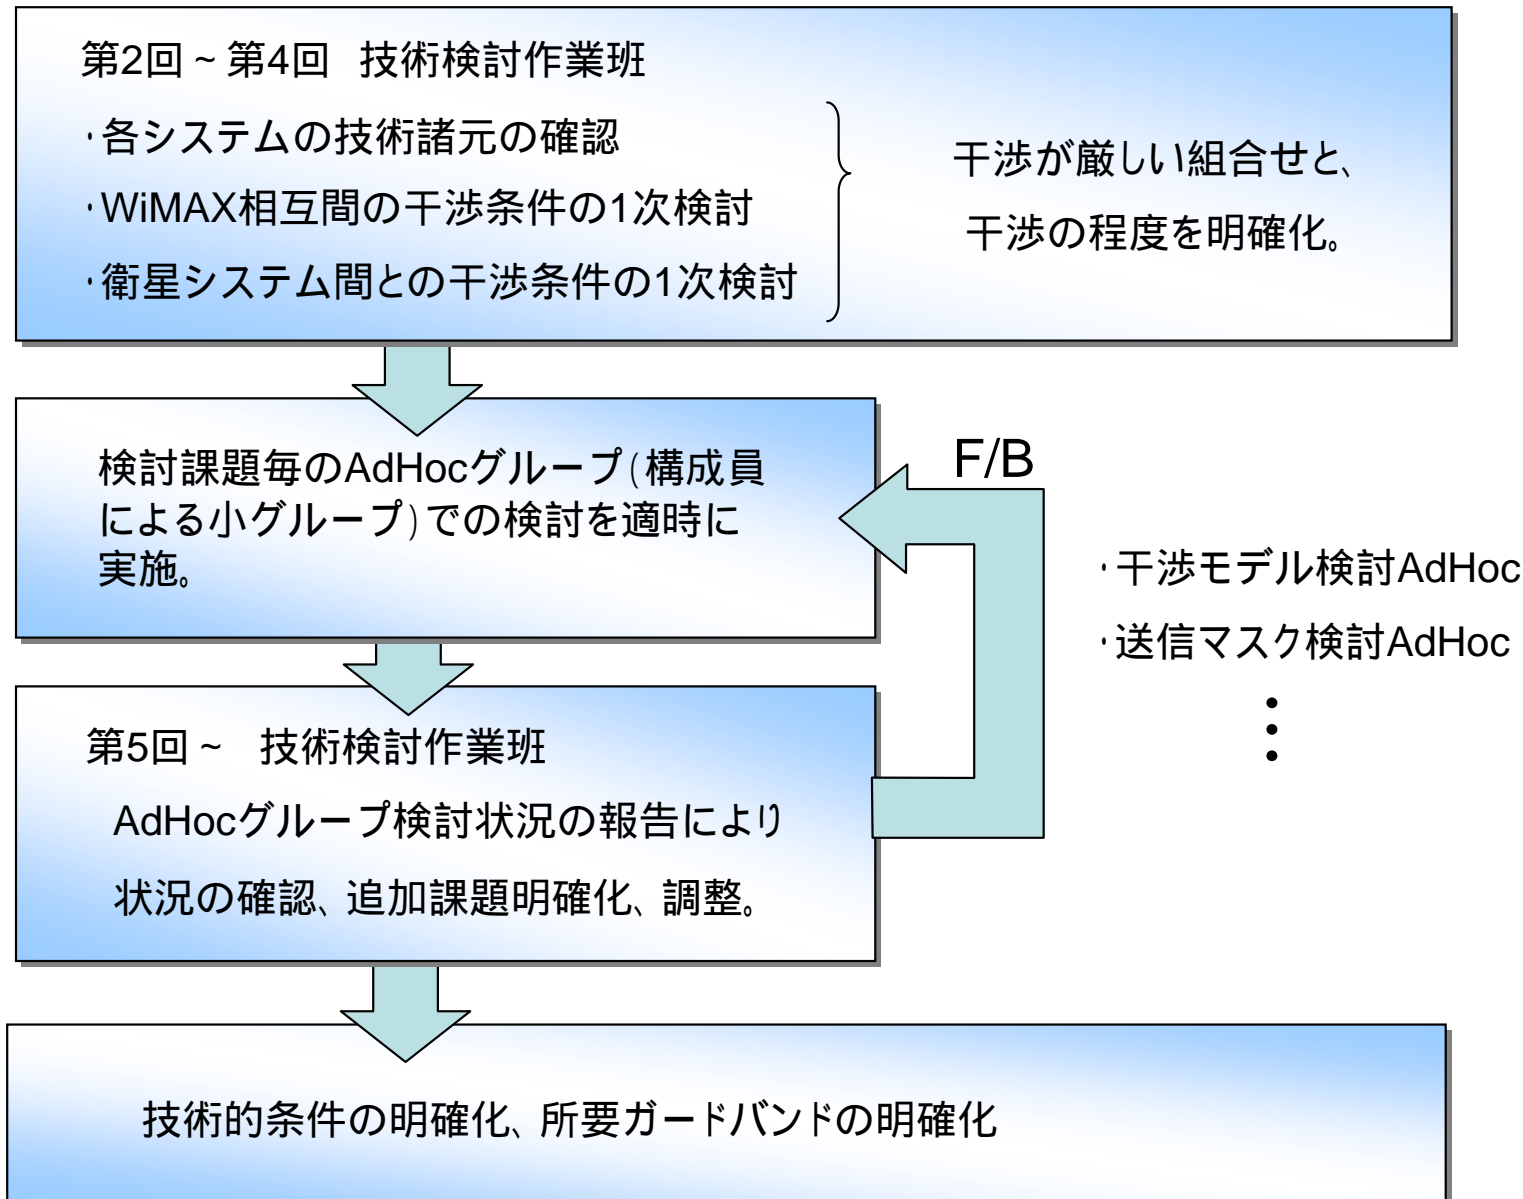 第2回～第4回　技術検討作業班
・各システムの技術諸元の確認
・WiMAX相互間の干渉条件の1次検討
・衛星システム間との干渉条件の1次検討
干渉が厳しい組合せと、
干渉の程度を明確化。
検討課題毎のAdHocグループ（構成員
による小グループ）での検討を適時に
実施。
F/B
・干渉モデル検討AdHoc
・送信マスク検討AdHoc
第5回～　技術検討作業班
AdHocグループ検討状況の報告により
状況の確認、追加課題明確化、調整。
技術的条件の明確化、所要ガードバンドの明確化